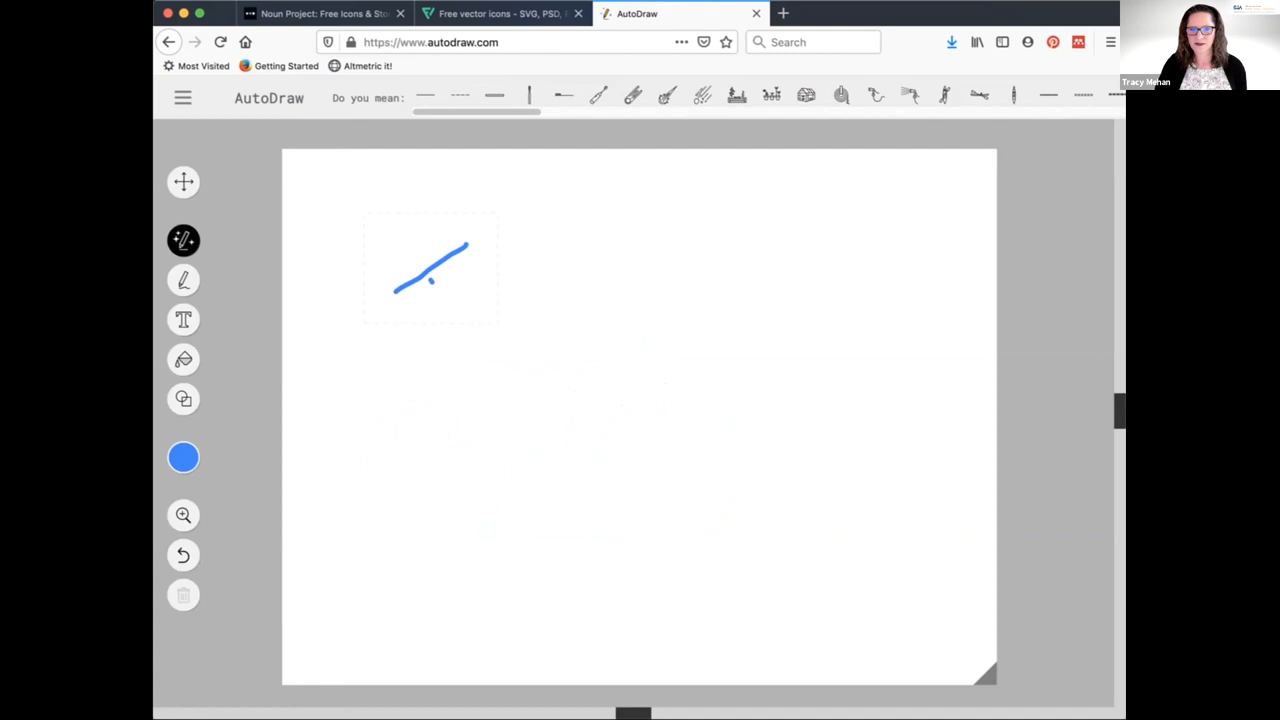 Noun Project: Free Icons & Sto
Free vector icons - SVG, PSD,
AutoDraw
https://www.autodraw.com
Search
Most Visited
Getting Started
Altmetric it!
AutoDraw
Do you mean:
Tracy Mehan